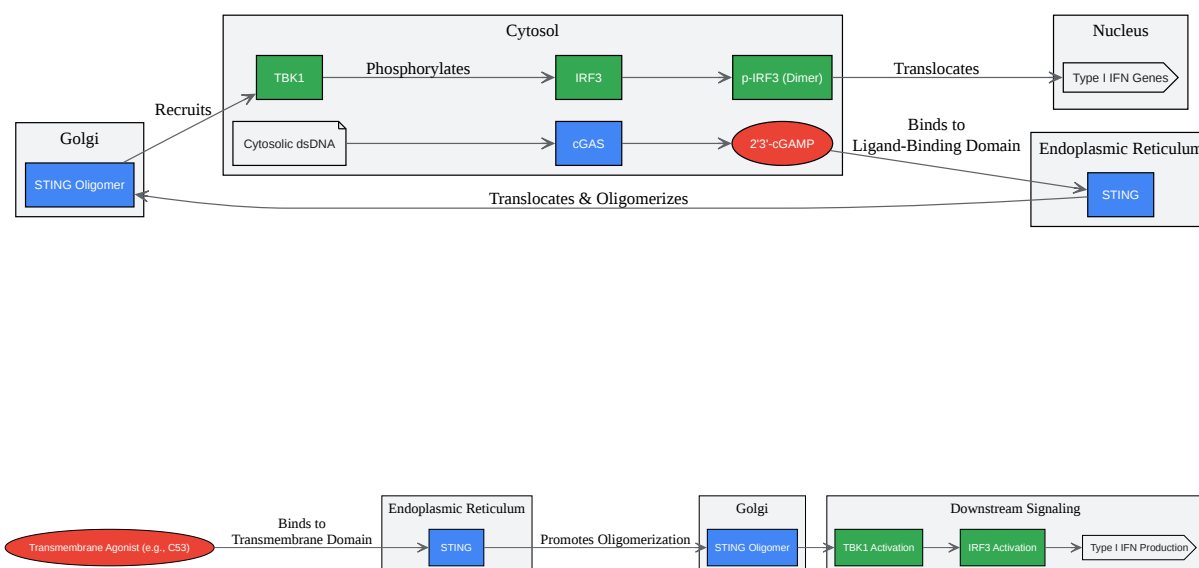 Cytosol
Nucleus
TBK1
Phosphorylates
IRF3
p-IRF3 (Dimer)
Translocates
Type I IFN Genes
Recruits
Golgi
Cytosolic dsDNA
cGAS
2'3'-cGAMP
Binds to
Ligand-Binding Domain
Endoplasmic Reticulum
STING Oligomer
STING
Translocates & Oligomerizes
Endoplasmic Reticulum
Golgi
Downstream Signaling
Transmembrane Agonist (e.g., C53)
Binds to
Transmembrane Domain
STING
Promotes Oligomerization
STING Oligomer
TBK1 Activation
IRF3 Activation
Type I IFN Production